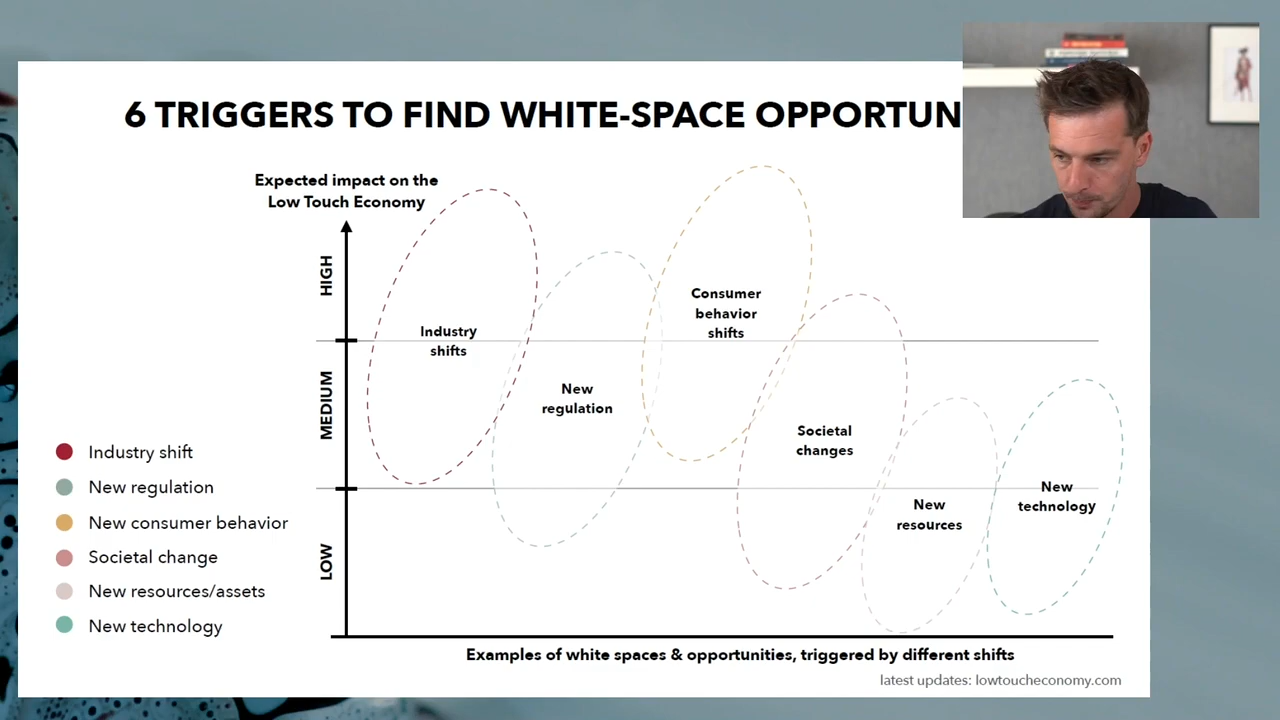 6 TRIGGERS TO FIND WHITE-SPACE OPPORTUN
Expected impact on the
Low Touch Economy
HIGH
MEDIUM
LOW
Industry
shifts
New
regulation
Consumer
behavior
shifts
Societal
changes
New
resources
New
technology
Industry shift
New regulation
New consumer behavior
Societal change
New resources/assets
New technology
Examples of white spaces & opportunities, triggered by different shifts
latest updates: lowtoucheconomy.com